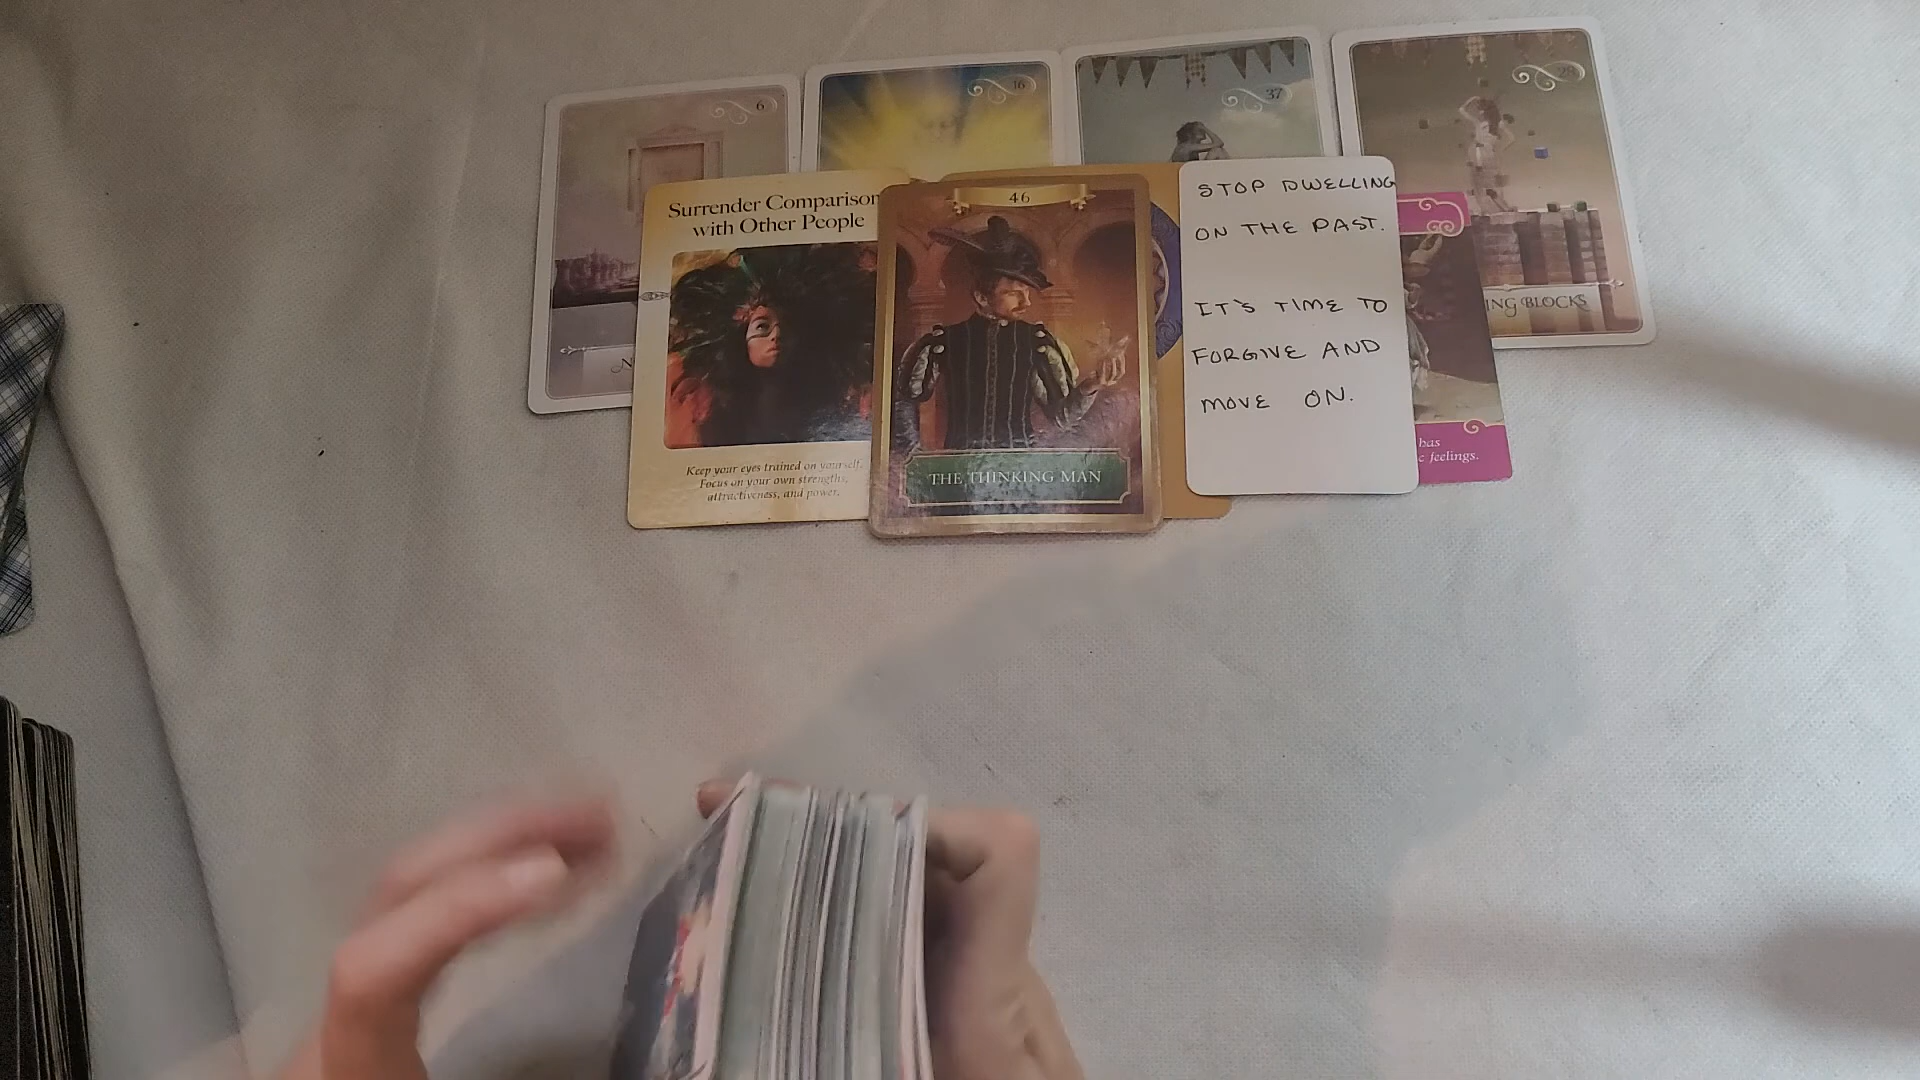 6
16
37
28
Surrender Comparison
with Other People
Keep your eyes trained on yourself.
Focus on your own strengths,
attractiveness, and power.
46
THE THINKING MAN
STOP DWELLING
ON THE PAST.
IT'S TIME TO
FORGIVE AND
MOVE ON.
has
feelings.
BLOCKS